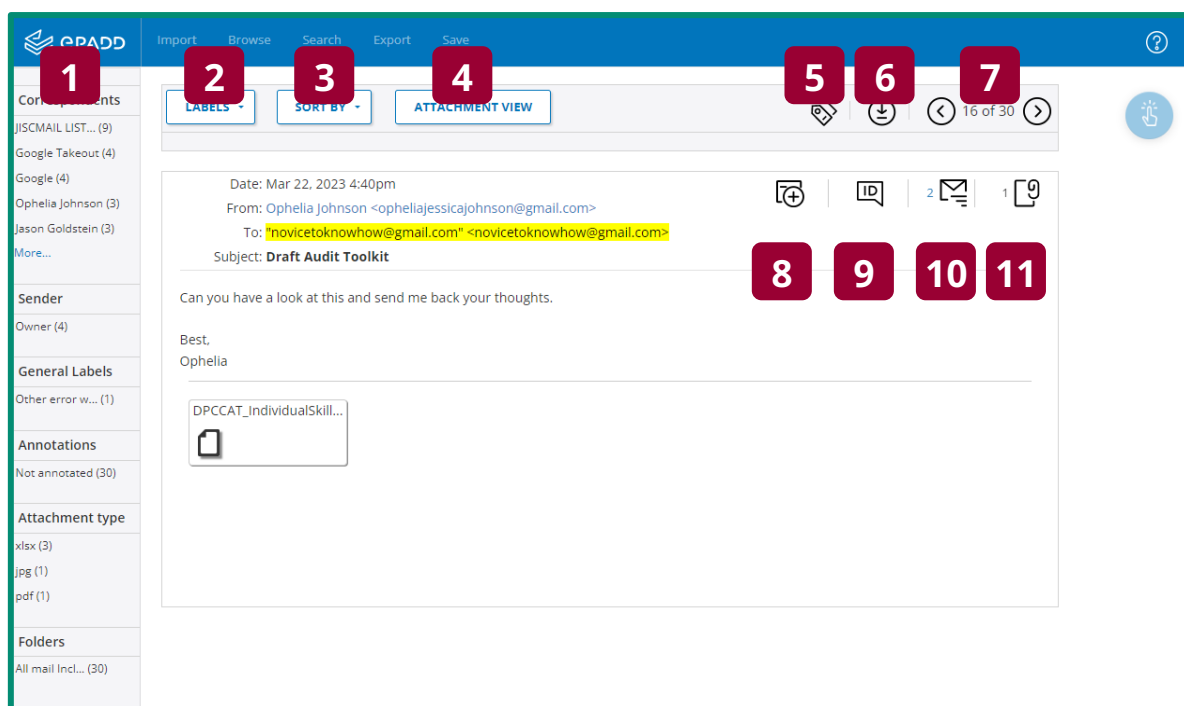 ePADD
Import Browse Search Export Save
1
2
3
4
5
6
7
Correspondents
JISCMAIL LIST... (9)
Google Takeout (4)
Google (4)
Ophelia Johnson (3)
Jason Goldstein (3)
More...
Sender
Owner (4)
General Labels
Other error w... (1)
Annotations
Not annotated (30)
Attachment type
xlsx (3)
jpg (1)
pdf (1)
Folders
All mail Incl... (30)
LABELS
SORT BY
ATTACHMENT VIEW
16 of 30
Date: Mar 22, 2023 4:40pm
From: Ophelia Johnson <opheliajessicajohnson@gmail.com>
To: "novicetoknowhow@gmail.com" <novicetoknowhow@gmail.com>
Subject: Draft Audit Toolkit
ID
2
1
8
9
10
11
Can you have a look at this and send me back your thoughts.
Best,
Ophelia
DPCCAT_IndividualSkill...